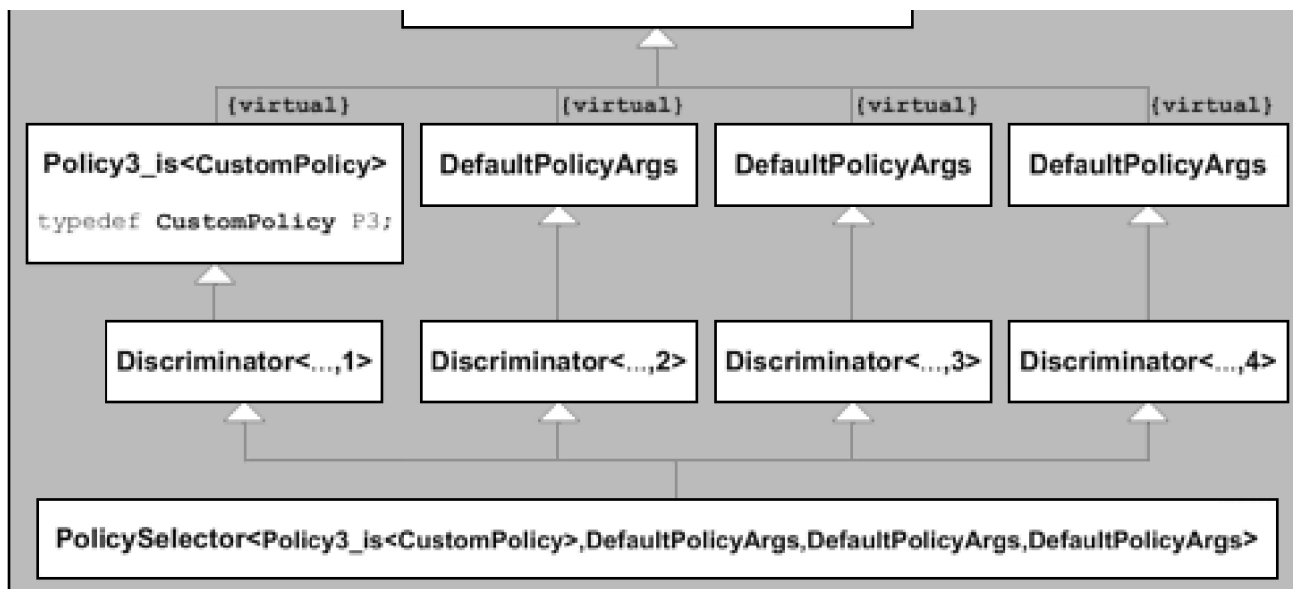 {virtual} {virtual} {virtual} {virtual}
Policy3_is<CustomPolicy> DefaultPolicyArgs DefaultPolicyArgs DefaultPolicyArgs
typedef CustomPolicy P3;
Discriminator<...,1> Discriminator<...,2> Discriminator<...,3> Discriminator<...,4>
PolicySelector<Policy3_is<CustomPolicy>,DefaultPolicyArgs,DefaultPolicyArgs,DefaultPolicyArgs>